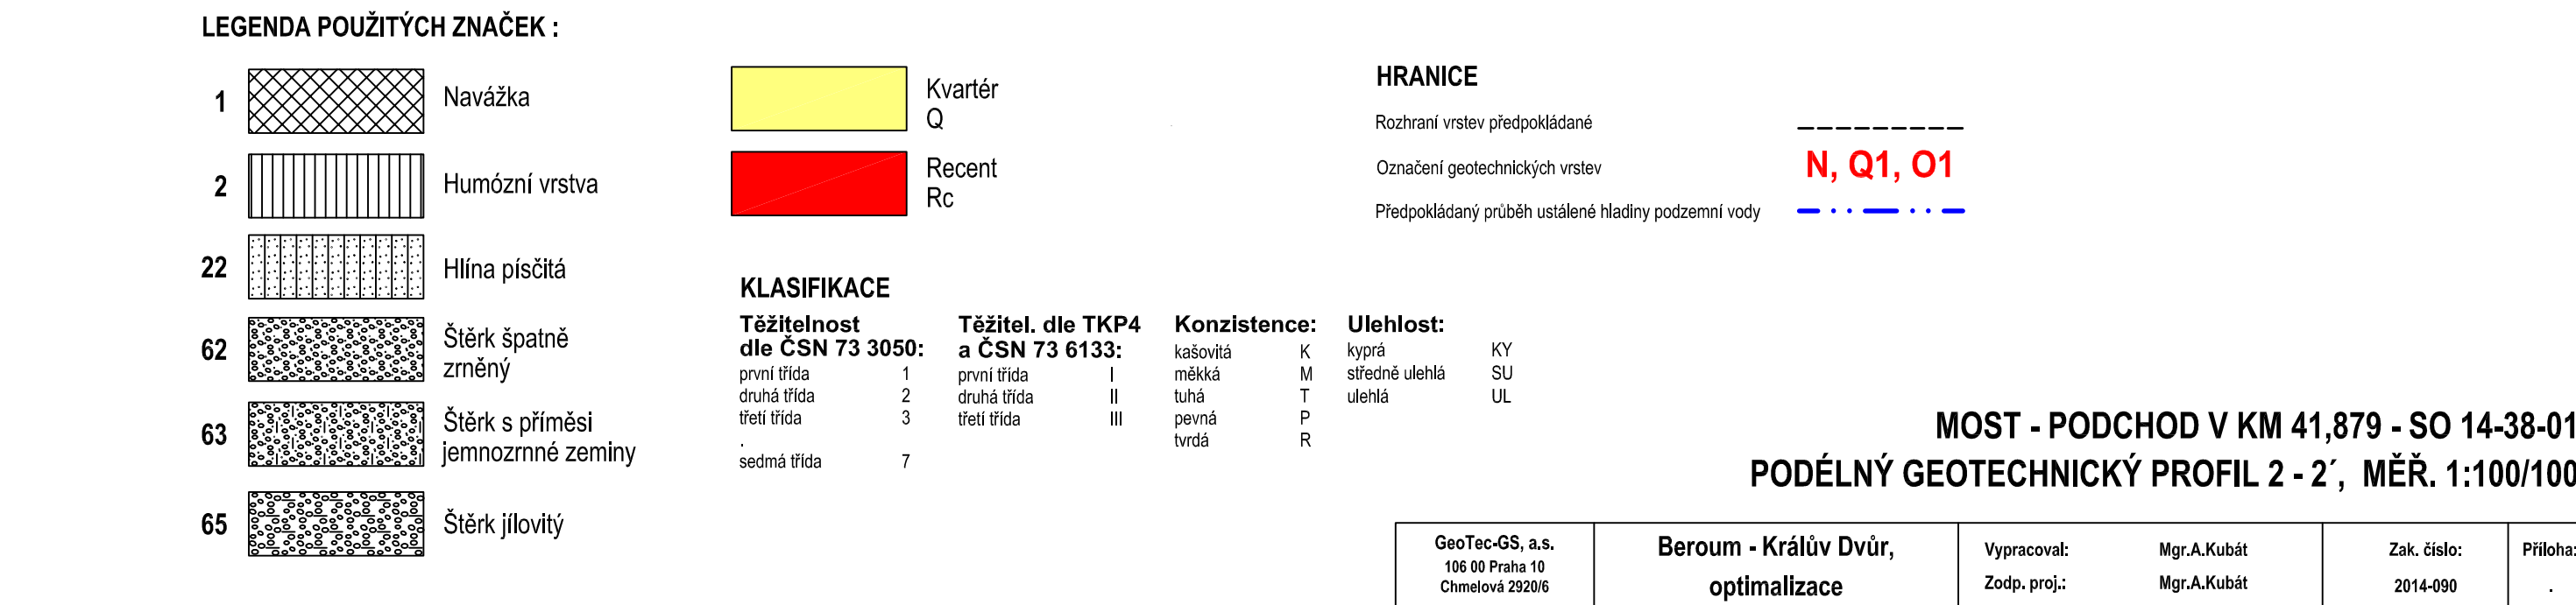 LEGENDA POUŽITÝCH ZNAČEK :
1 Navážka
2 Humózní vrstva
22 Hlína písčitá
62 Štěrk špatně
zrněný
63 Štěrk s příměsi
jemnozrnné zeminy
65 Štěrk jílovitý
Kvartér
Q
Recent
Rc
HRANICE
Rozhraní vrstev předpokládané
Označení geotechnických vrstev N, Q1, O1
Předpokládaný průběh ustálené hladiny podzemní vody
KLASIFIKACE
Těžitelnost
dle ČSN 73 3050:
první třída 1
druhá třída 2
třetí třída 3
.
sedmá třída 7
Těžitel. dle TKP4
a ČSN 73 6133:
první třída I
druhá třída II
třetí třída III
Konzistence:
kašovitá K
měkká M
tuhá T
pevná P
tvrdá R
Ulehlost:
kyprá KY
středně ulehlá SU
ulehlá UL
MOST - PODCHOD V KM 41,879 - SO 14-38-01
PODÉLNÝ GEOTECHNICKÝ PROFIL 2 - 2´, MĚŘ. 1:100/100
GeoTec-GS, a.s.
106 00 Praha 10
Chmelová 2920/6
Beroum - Králův Dvůr,
optimalizace
Vypracoval: Mgr.A.Kubát
Zodp. proj.: Mgr.A.Kubát
Zak. číslo:
2014-090
Příloha:
.